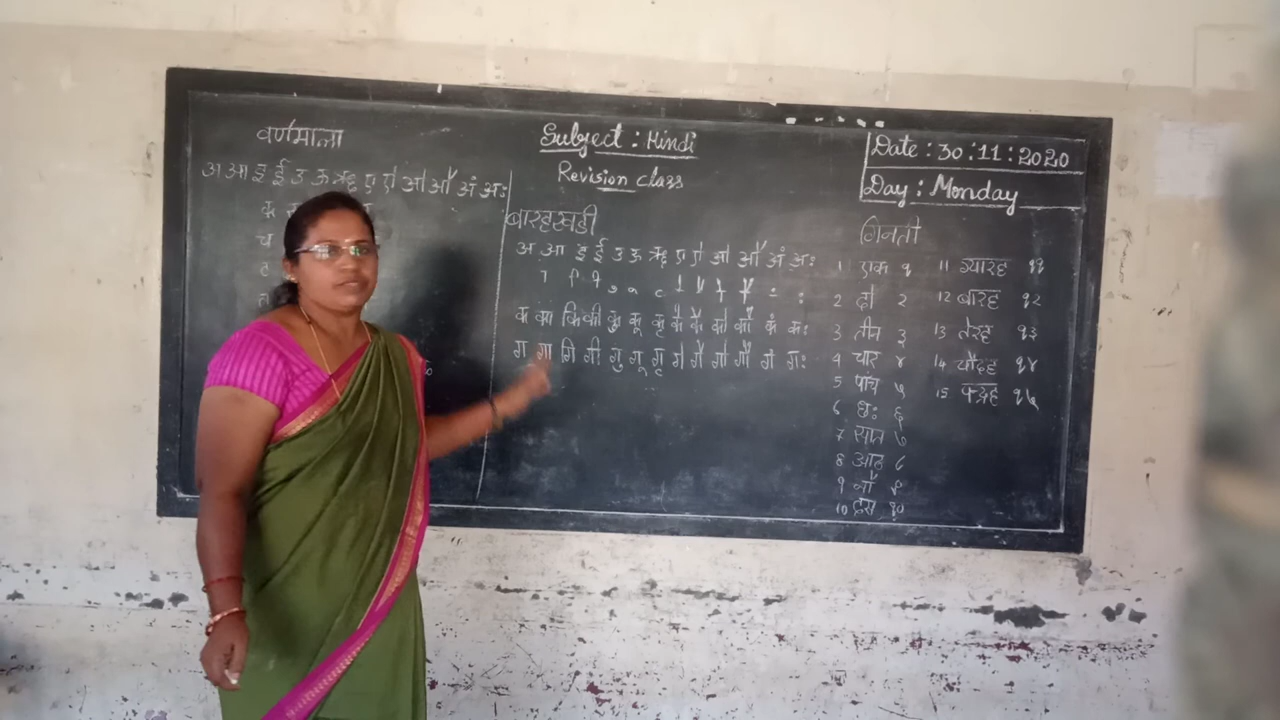 वर्णमाला
अ आ इ ई उ ऊ ऋ ए ऐ ओ औ अं अः
क
च
Subject : Hindi
Revision class
Date : 30:11:2020
Day : Monday
बारहखडी
अ आ इ ई उ ऊ ऋ ए ऐ ओ औ अं अः
क का कि की कु कू कृ के कै को कौ कं कः
ग गा गि गी गु गू गृ गे गै गो गौ गं गः
गिनती
1 एक १
2 दो २
3 तीन ३
4 चार ४
5 पांच ५
6 छः ६
7 सात ७
8 आठ ८
9 नौ ९
10 दस १०
11 ग्यारह ११
12 बारह १२
13 तेरह १३
14 चौदह १४
15 १५